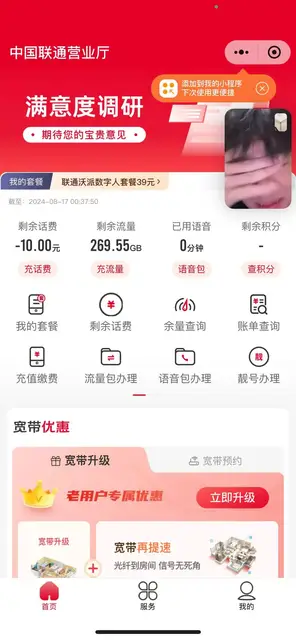 中国联通营业厅
添加到我的小程序
下次使用更便捷
满意度调研
期待您的宝贵意见
我的套餐 联通沃派数字人套餐39元>
截至：2024-08-17 00:37:50
剩余话费 剩余流量 已用语音 剩余积分
-10.00元 269.55GB 0分钟 -
充话费 充流量 语音包 查积分
我的套餐 剩余话费 余量查询 账单查询
充值缴费 流量包办理 语音包办理 靓号办理
宽带优惠
宽带升级 宽带预约
老用户专属优惠 立即升级
宽带升级 宽带再提速
光纤到房间 信号无死角
首页 服务 我的